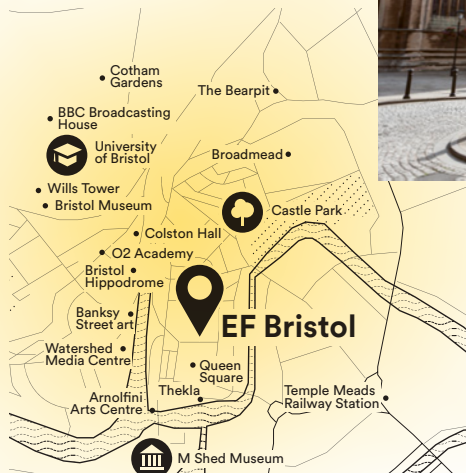 Cotham
Gardens
The Bearpit
BBC Broadcasting
House
University
of Bristol
Broadmead
Wills Tower
Bristol Museum
Castle Park
Colston Hall
O2 Academy
Bristol
Hippodrome
Banksy
Street art
EF Bristol
Watershed
Media Centre
Queen
Square
Thekla
Temple Meads
Railway Station
Arnolfini
Arts Centre
M Shed Museum